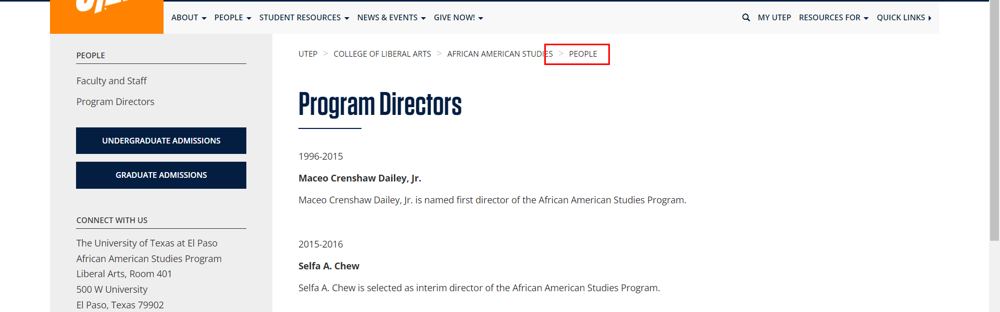 ABOUT PEOPLE STUDENT RESOURCES NEWS & EVENTS GIVE NOW! MY UTEP RESOURCES FOR QUICK LINKS
PEOPLE
Faculty and Staff
Program Directors
UNDERGRADUATE ADMISSIONS
GRADUATE ADMISSIONS
CONNECT WITH US
The University of Texas at El Paso
African American Studies Program
Liberal Arts, Room 401
500 W University
El Paso, Texas 79902
UTEP > COLLEGE OF LIBERAL ARTS > AFRICAN AMERICAN STUDIES > PEOPLE
Program Directors
1996-2015
Maceo Crenshaw Dailey, Jr.
Maceo Crenshaw Dailey, Jr. is named first director of the African American Studies Program.
2015-2016
Selfa A. Chew
Selfa A. Chew is selected as interim director of the African American Studies Program.